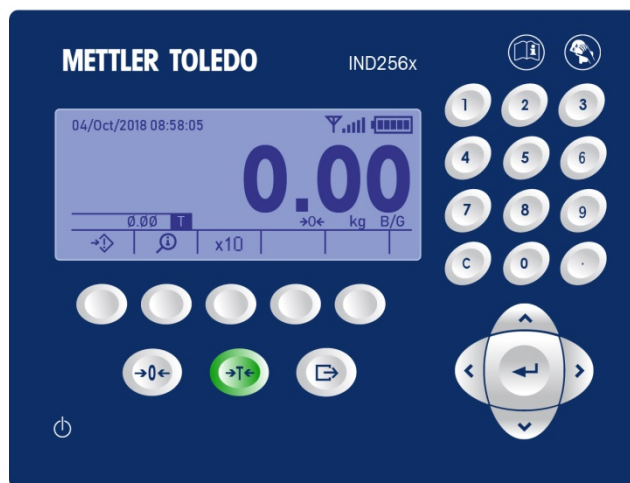 METTLER TOLEDO
IND256x
04/Oct/2018 08:58:05
0.00
0.00 T →0← kg B/G
x10
1 2 3
4 5 6
7 8 9
C 0 .
→0← →T←